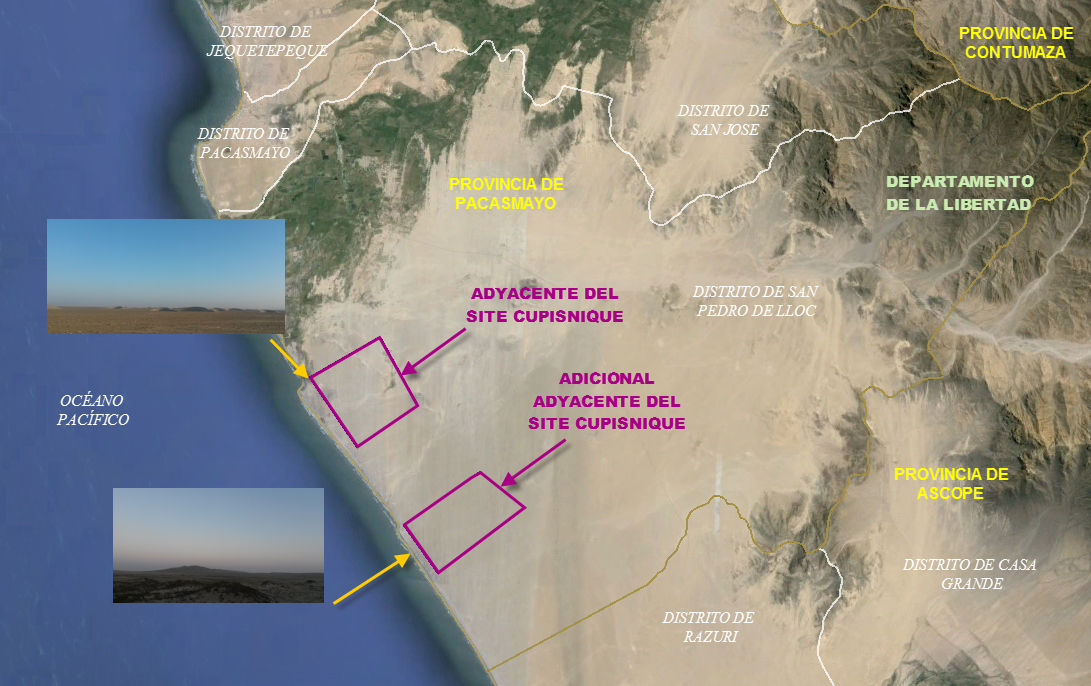 DISTRITO DE
JEQUETEPEQUE
PROVINCIA DE
CONTUMAZA
DISTRITO DE
PACASMAYO
DISTRITO DE
SAN JOSE
PROVINCIA DE
PACASMAYO
DEPARTAMENTO
DE LA LIBERTAD
ADYACENTE DEL
SITE CUPISNIQUE
DISTRITO DE SAN
PEDRO DE LLOC
ADICIONAL
ADYACENTE DEL
SITE CUPISNIQUE
OCÉANO
PACÍFICO
PROVINCIA DE
ASCOPE
DISTRITO DE CASA
GRANDE
DISTRITO DE
RAZURI